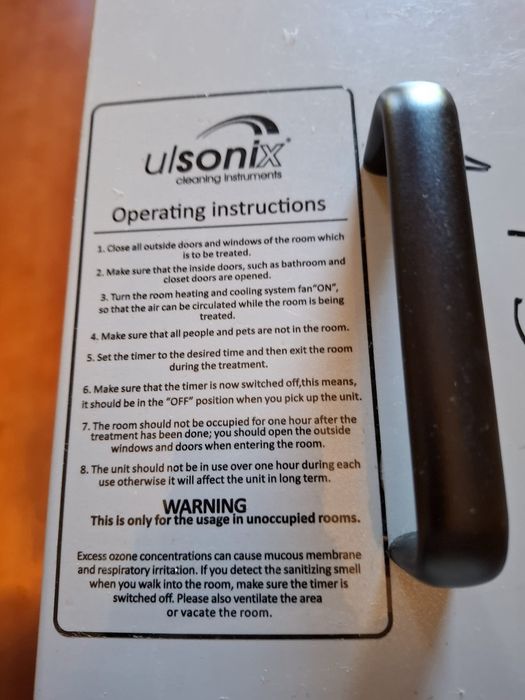 ulsonix
cleaning instruments
Operating instructions
1. Close all outside doors and windows of the room which
is to be treated.
2. Make sure that the inside doors, such as bathroom and
closet doors are opened.
3. Turn the room heating and cooling system fan"ON",
so that the air can be circulated while the room is being
treated.
4. Make sure that all people and pets are not in the room.
5. Set the timer to the desired time and then exit the room
during the treatment.
6. Make sure that the timer is now switched off,this means,
it should be in the "OFF" position when you pick up the unit.
7. The room should not be occupied for one hour after the
treatment has been done; you should open the outside
windows and doors when entering the room.
8. The unit should not be in use over one hour during each
use otherwise it will affect the unit in long term.
WARNING
This is only for the usage in unoccupied rooms.
Excess ozone concentrations can cause mucous membrane
and respiratory irritation. If you detect the sanitizing smell
when you walk into the room, make sure the timer is
switched off. Please also ventilate the area
or vacate the room.